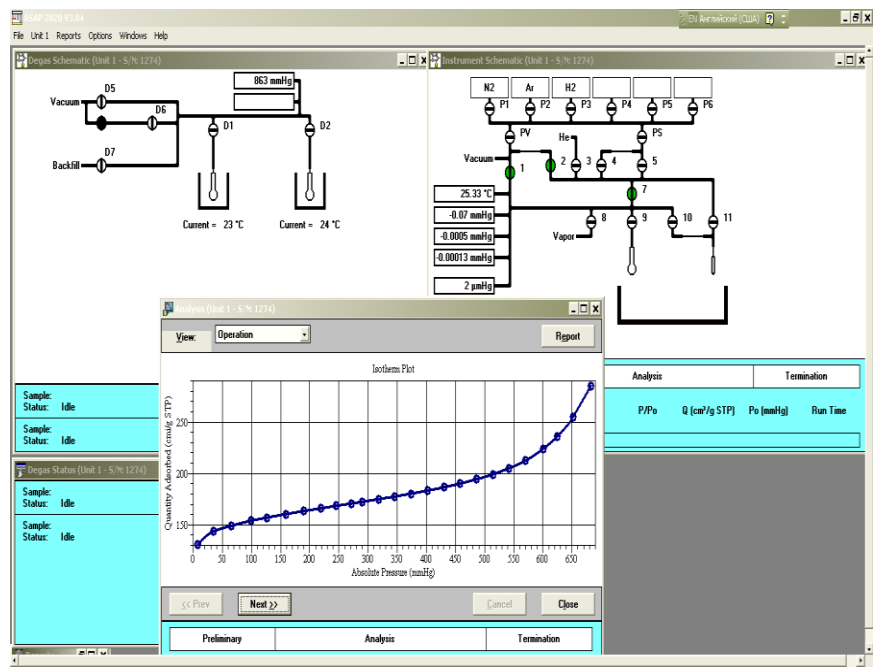 ASAP 2020 V3.04
EN Английский (США)
File Unit 1 Reports Options Windows Help
Degas Schematic (Unit 1 - S/N: 1274)
863 mmHg
D5
Vacuum
D6
D1
D2
D7
Backfill
Current = 23 °C
Current = 24 °C
Instrument Schematic (Unit 1 - S/N: 1274)
N2 Ar H2
P1 P2 P3 P4 P5 P6
PV
He
PS
Vacuum
1
2
3
4
5
25.33 °C
7
-0.07 mmHg
8
9
10
11
-0.0005 mmHg
Vapor
-0.00013 mmHg
2 µmHg
Analysis (Unit 1 - S/N: 1274)
View: Operation
Report
Isotherm Plot
Quantity Adsorbed (cm³/g STP)
250
200
150
0 50 100 150 200 250 300 350 400 450 500 550 600 650
Absolute Pressure (mmHg)
<< Prev
Next >>
Cancel
Close
Preliminary Analysis Termination
Analysis Termination
P/Po Q (cm³/g STP) Po (mmHg) Run Time
Sample:
Status: Idle
Sample:
Status: Idle
Degas Status (Unit 1 - S/N: 1274)
Sample:
Status: Idle
Sample:
Status: Idle